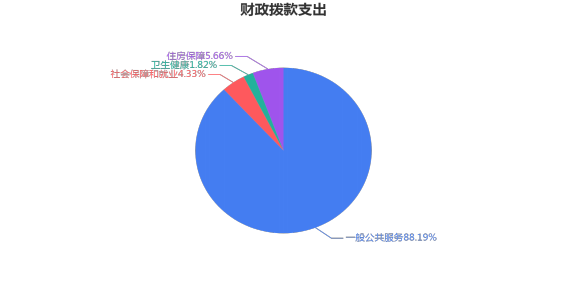 财政拨款支出
住房保障5.66%
卫生健康1.82%
社会保障和就业4.33%
一般公共服务88.19%